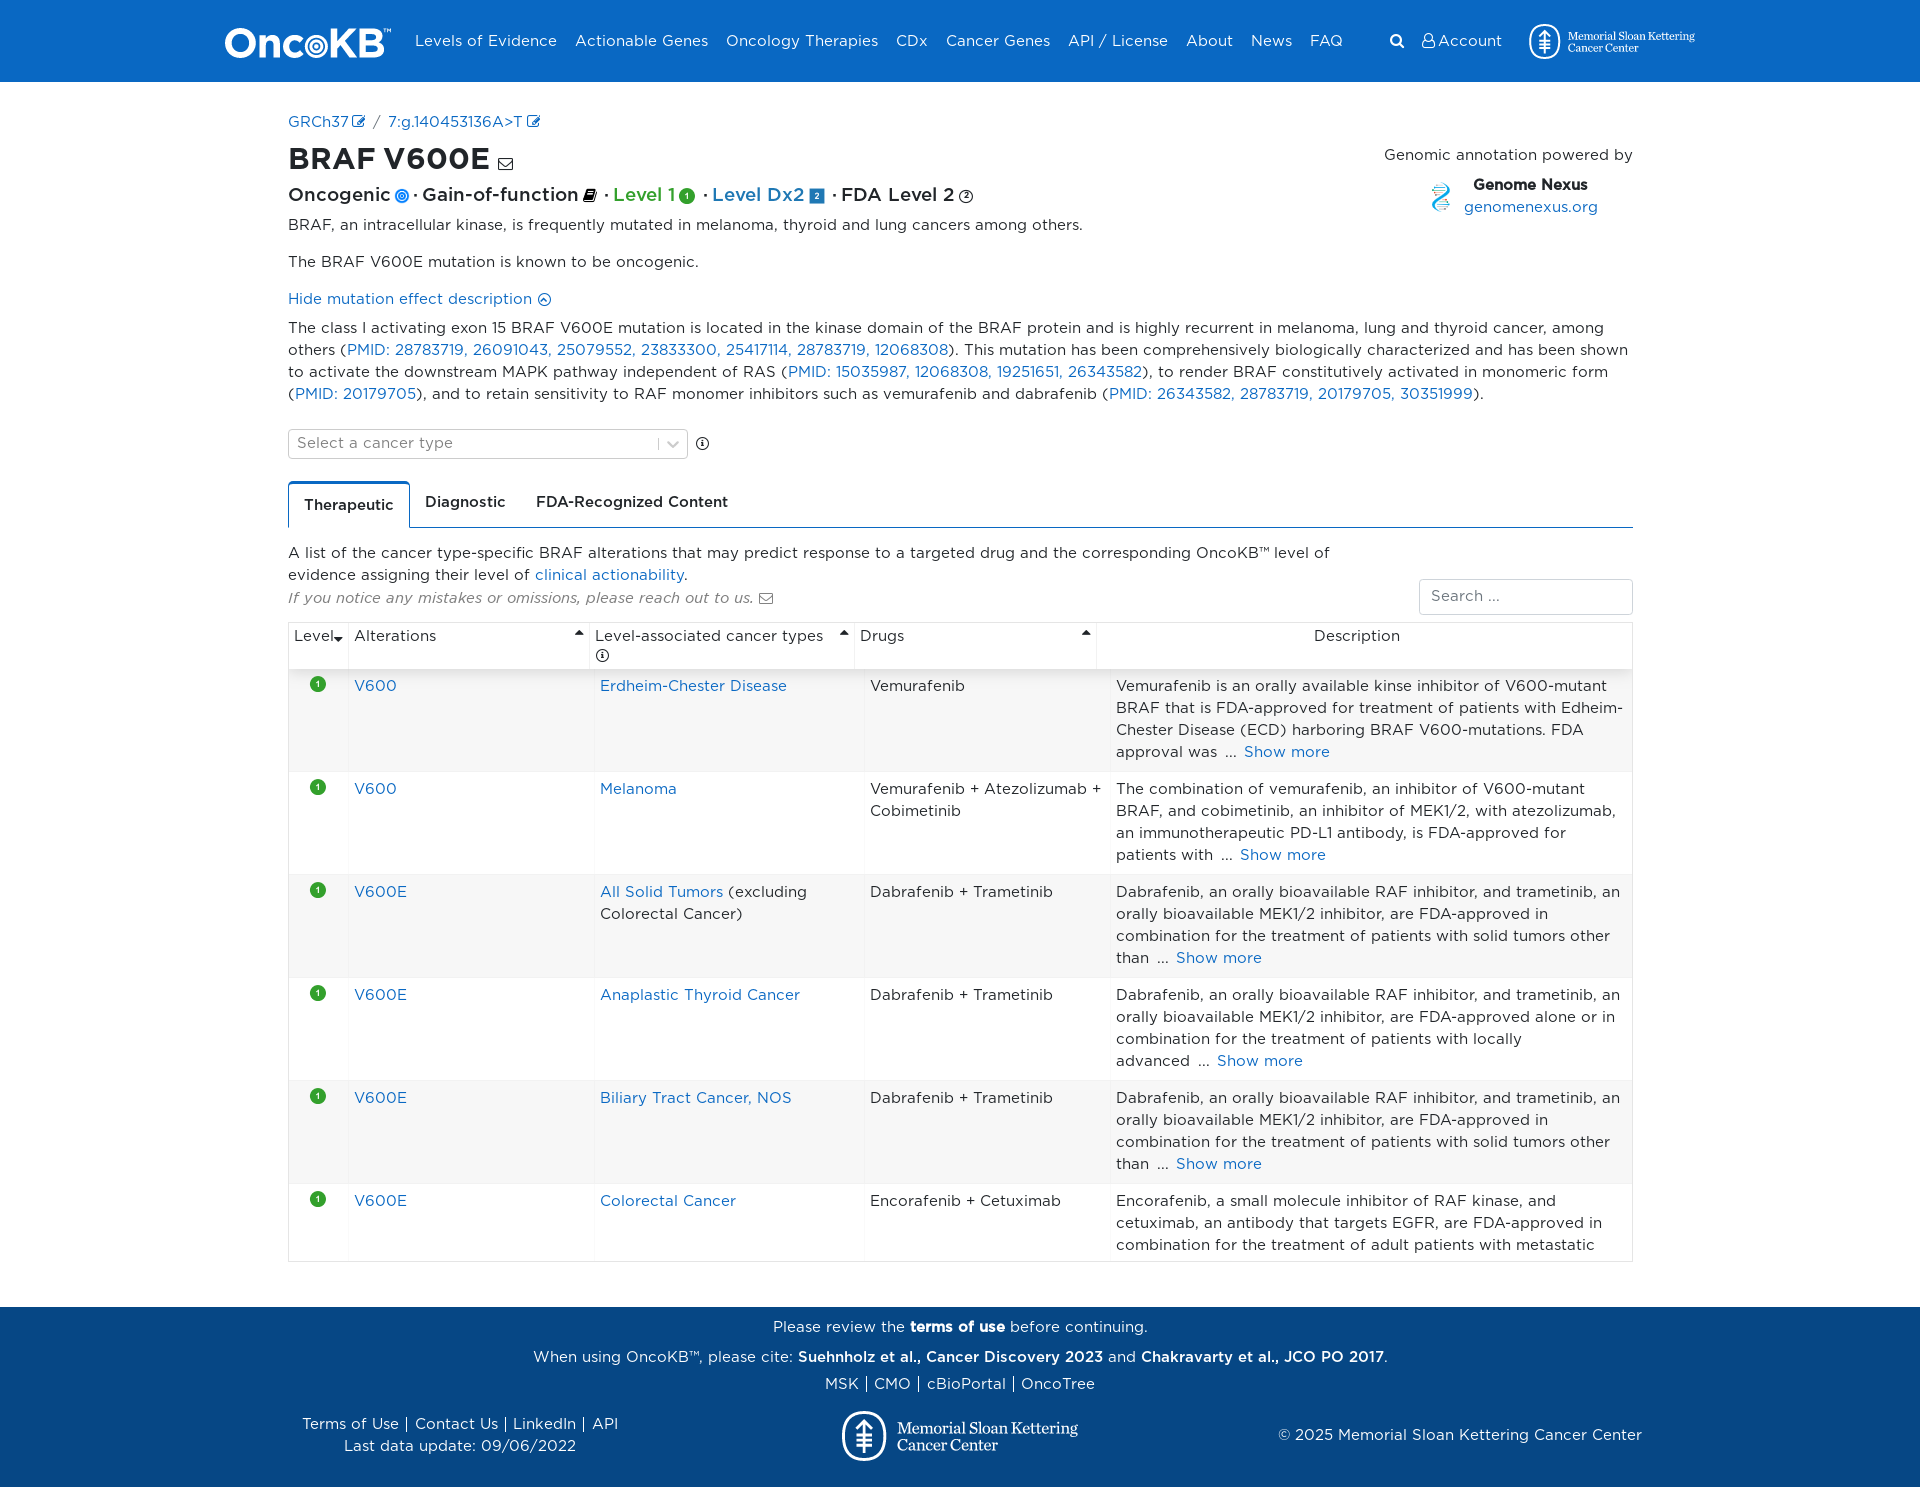 OncoKB™ Levels of Evidence Actionable Genes Oncology Therapies CDx Cancer Genes API / License About News FAQ Account Memorial Sloan Kettering
Cancer Center
GRCh37 / 7:g.140453136A>T
BRAF V600E
Genomic annotation powered by
Genome Nexus
genomenexus.org
Oncogenic · Gain-of-function · Level 1 1 · Level Dx2 2 · FDA Level 2 2
BRAF, an intracellular kinase, is frequently mutated in melanoma, thyroid and lung cancers among others.
The BRAF V600E mutation is known to be oncogenic.
Hide mutation effect description
The class I activating exon 15 BRAF V600E mutation is located in the kinase domain of the BRAF protein and is highly recurrent in melanoma, lung and thyroid cancer, among
others (PMID: 28783719, 26091043, 25079552, 23833300, 25417114, 28783719, 12068308). This mutation has been comprehensively biologically characterized and has been shown
to activate the downstream MAPK pathway independent of RAS (PMID: 15035987, 12068308, 19251651, 26343582), to render BRAF constitutively activated in monomeric form
(PMID: 20179705), and to retain sensitivity to RAF monomer inhibitors such as vemurafenib and dabrafenib (PMID: 26343582, 28783719, 20179705, 30351999).
Select a cancer type
Therapeutic Diagnostic FDA-Recognized Content
A list of the cancer type-specific BRAF alterations that may predict response to a targeted drug and the corresponding OncoKB™ level of
evidence assigning their level of clinical actionability.
If you notice any mistakes or omissions, please reach out to us.
Search ...
Level Alterations Level-associated cancer types Drugs Description
1 V600 Erdheim-Chester Disease Vemurafenib Vemurafenib is an orally available kinse inhibitor of V600-mutant
BRAF that is FDA-approved for treatment of patients with Edheim-
Chester Disease (ECD) harboring BRAF V600-mutations. FDA
approval was ... Show more
1 V600 Melanoma Vemurafenib + Atezolizumab + The combination of vemurafenib, an inhibitor of V600-mutant
Cobimetinib BRAF, and cobimetinib, an inhibitor of MEK1/2, with atezolizumab,
an immunotherapeutic PD-L1 antibody, is FDA-approved for
patients with ... Show more
1 V600E All Solid Tumors (excluding Dabrafenib + Trametinib Dabrafenib, an orally bioavailable RAF inhibitor, and trametinib, an
Colorectal Cancer) orally bioavailable MEK1/2 inhibitor, are FDA-approved in
combination for the treatment of patients with solid tumors other
than ... Show more
1 V600E Anaplastic Thyroid Cancer Dabrafenib + Trametinib Dabrafenib, an orally bioavailable RAF inhibitor, and trametinib, an
orally bioavailable MEK1/2 inhibitor, are FDA-approved alone or in
combination for the treatment of patients with locally
advanced ... Show more
1 V600E Biliary Tract Cancer, NOS Dabrafenib + Trametinib Dabrafenib, an orally bioavailable RAF inhibitor, and trametinib, an
orally bioavailable MEK1/2 inhibitor, are FDA-approved in
combination for the treatment of patients with solid tumors other
than ... Show more
1 V600E Colorectal Cancer Encorafenib + Cetuximab Encorafenib, a small molecule inhibitor of RAF kinase, and
cetuximab, an antibody that targets EGFR, are FDA-approved in
combination for the treatment of adult patients with metastatic
Please review the terms of use before continuing.
When using OncoKB™, please cite: Suehnholz et al., Cancer Discovery 2023 and Chakravarty et al., JCO PO 2017.
MSK | CMO | cBioPortal | OncoTree
Terms of Use | Contact Us | LinkedIn | API
Last data update: 09/06/2022
Memorial Sloan Kettering
Cancer Center
© 2025 Memorial Sloan Kettering Cancer Center